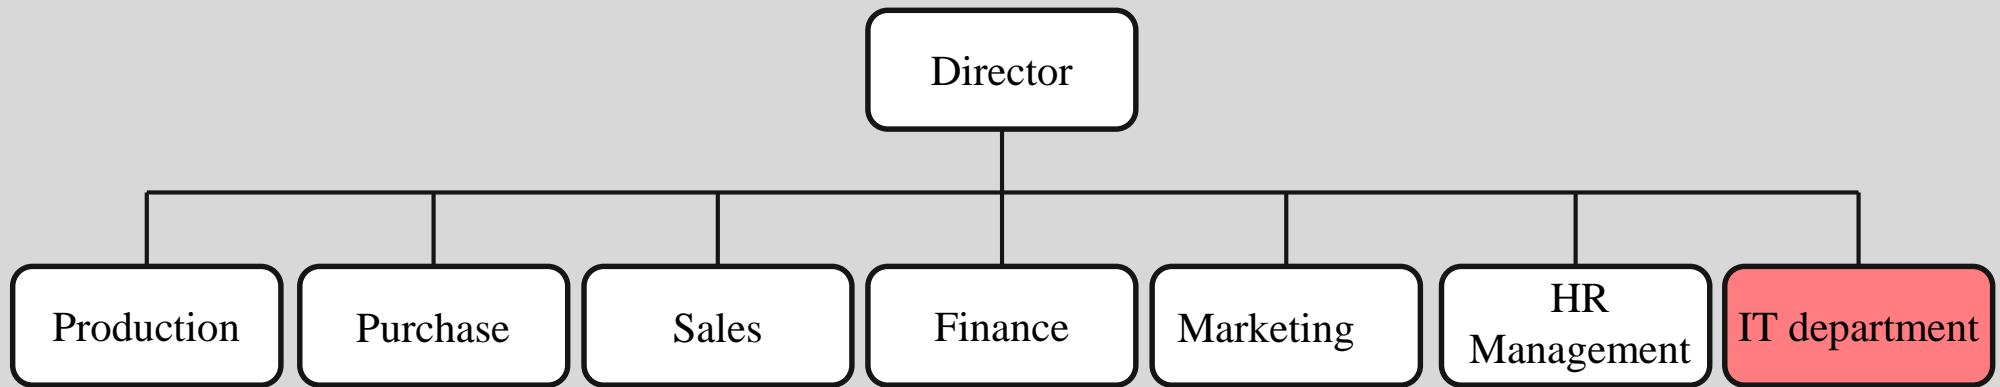 Director
Production
Purchase
Sales
Finance
Marketing
HR
Management
IT department